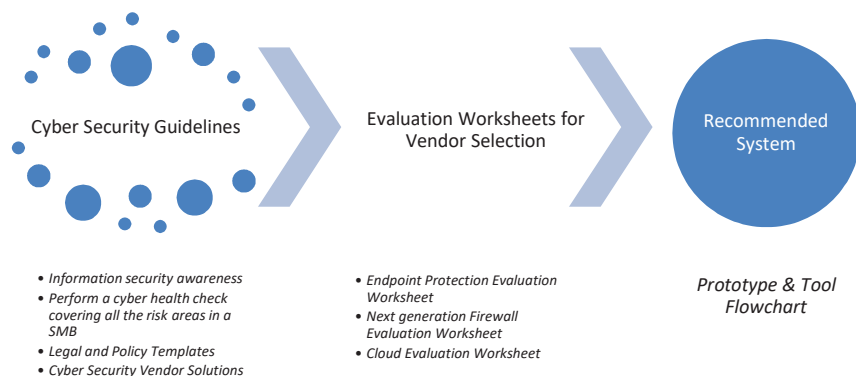 Cyber Security Guidelines
Evaluation Worksheets for
Vendor Selection
Recommended
System
• Information security awareness
• Perform a cyber health check
covering all the risk areas in a
SMB
• Legal and Policy Templates
• Cyber Security Vendor Solutions
• Endpoint Protection Evaluation
Worksheet
• Next generation Firewall
Evaluation Worksheet
• Cloud Evaluation Worksheet
Prototype & Tool
Flowchart